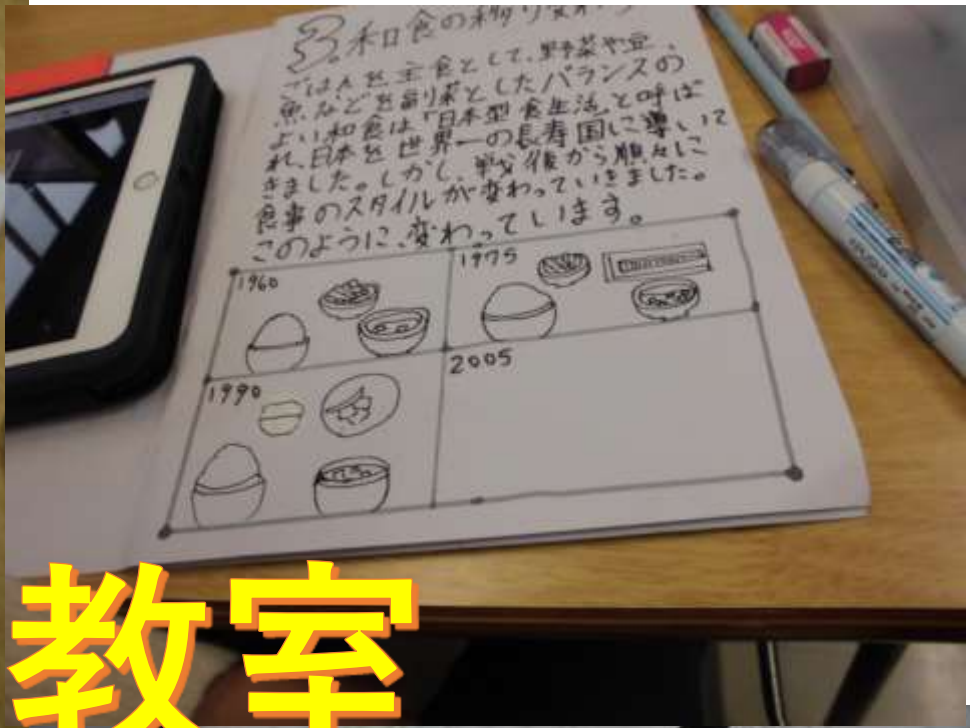 3. 和食の移り変わり
ごはんを主食として、野菜や豆、
魚などを副菜としたバランスの
よい和食は「日本型食生活」と呼ば
れ、日本を世界一の長寿国に導いて
きました。しかし、戦後から順々に
食事のスタイルが変わっていきました。
このように、変わっています。
1960
1975
1990
2005
教室